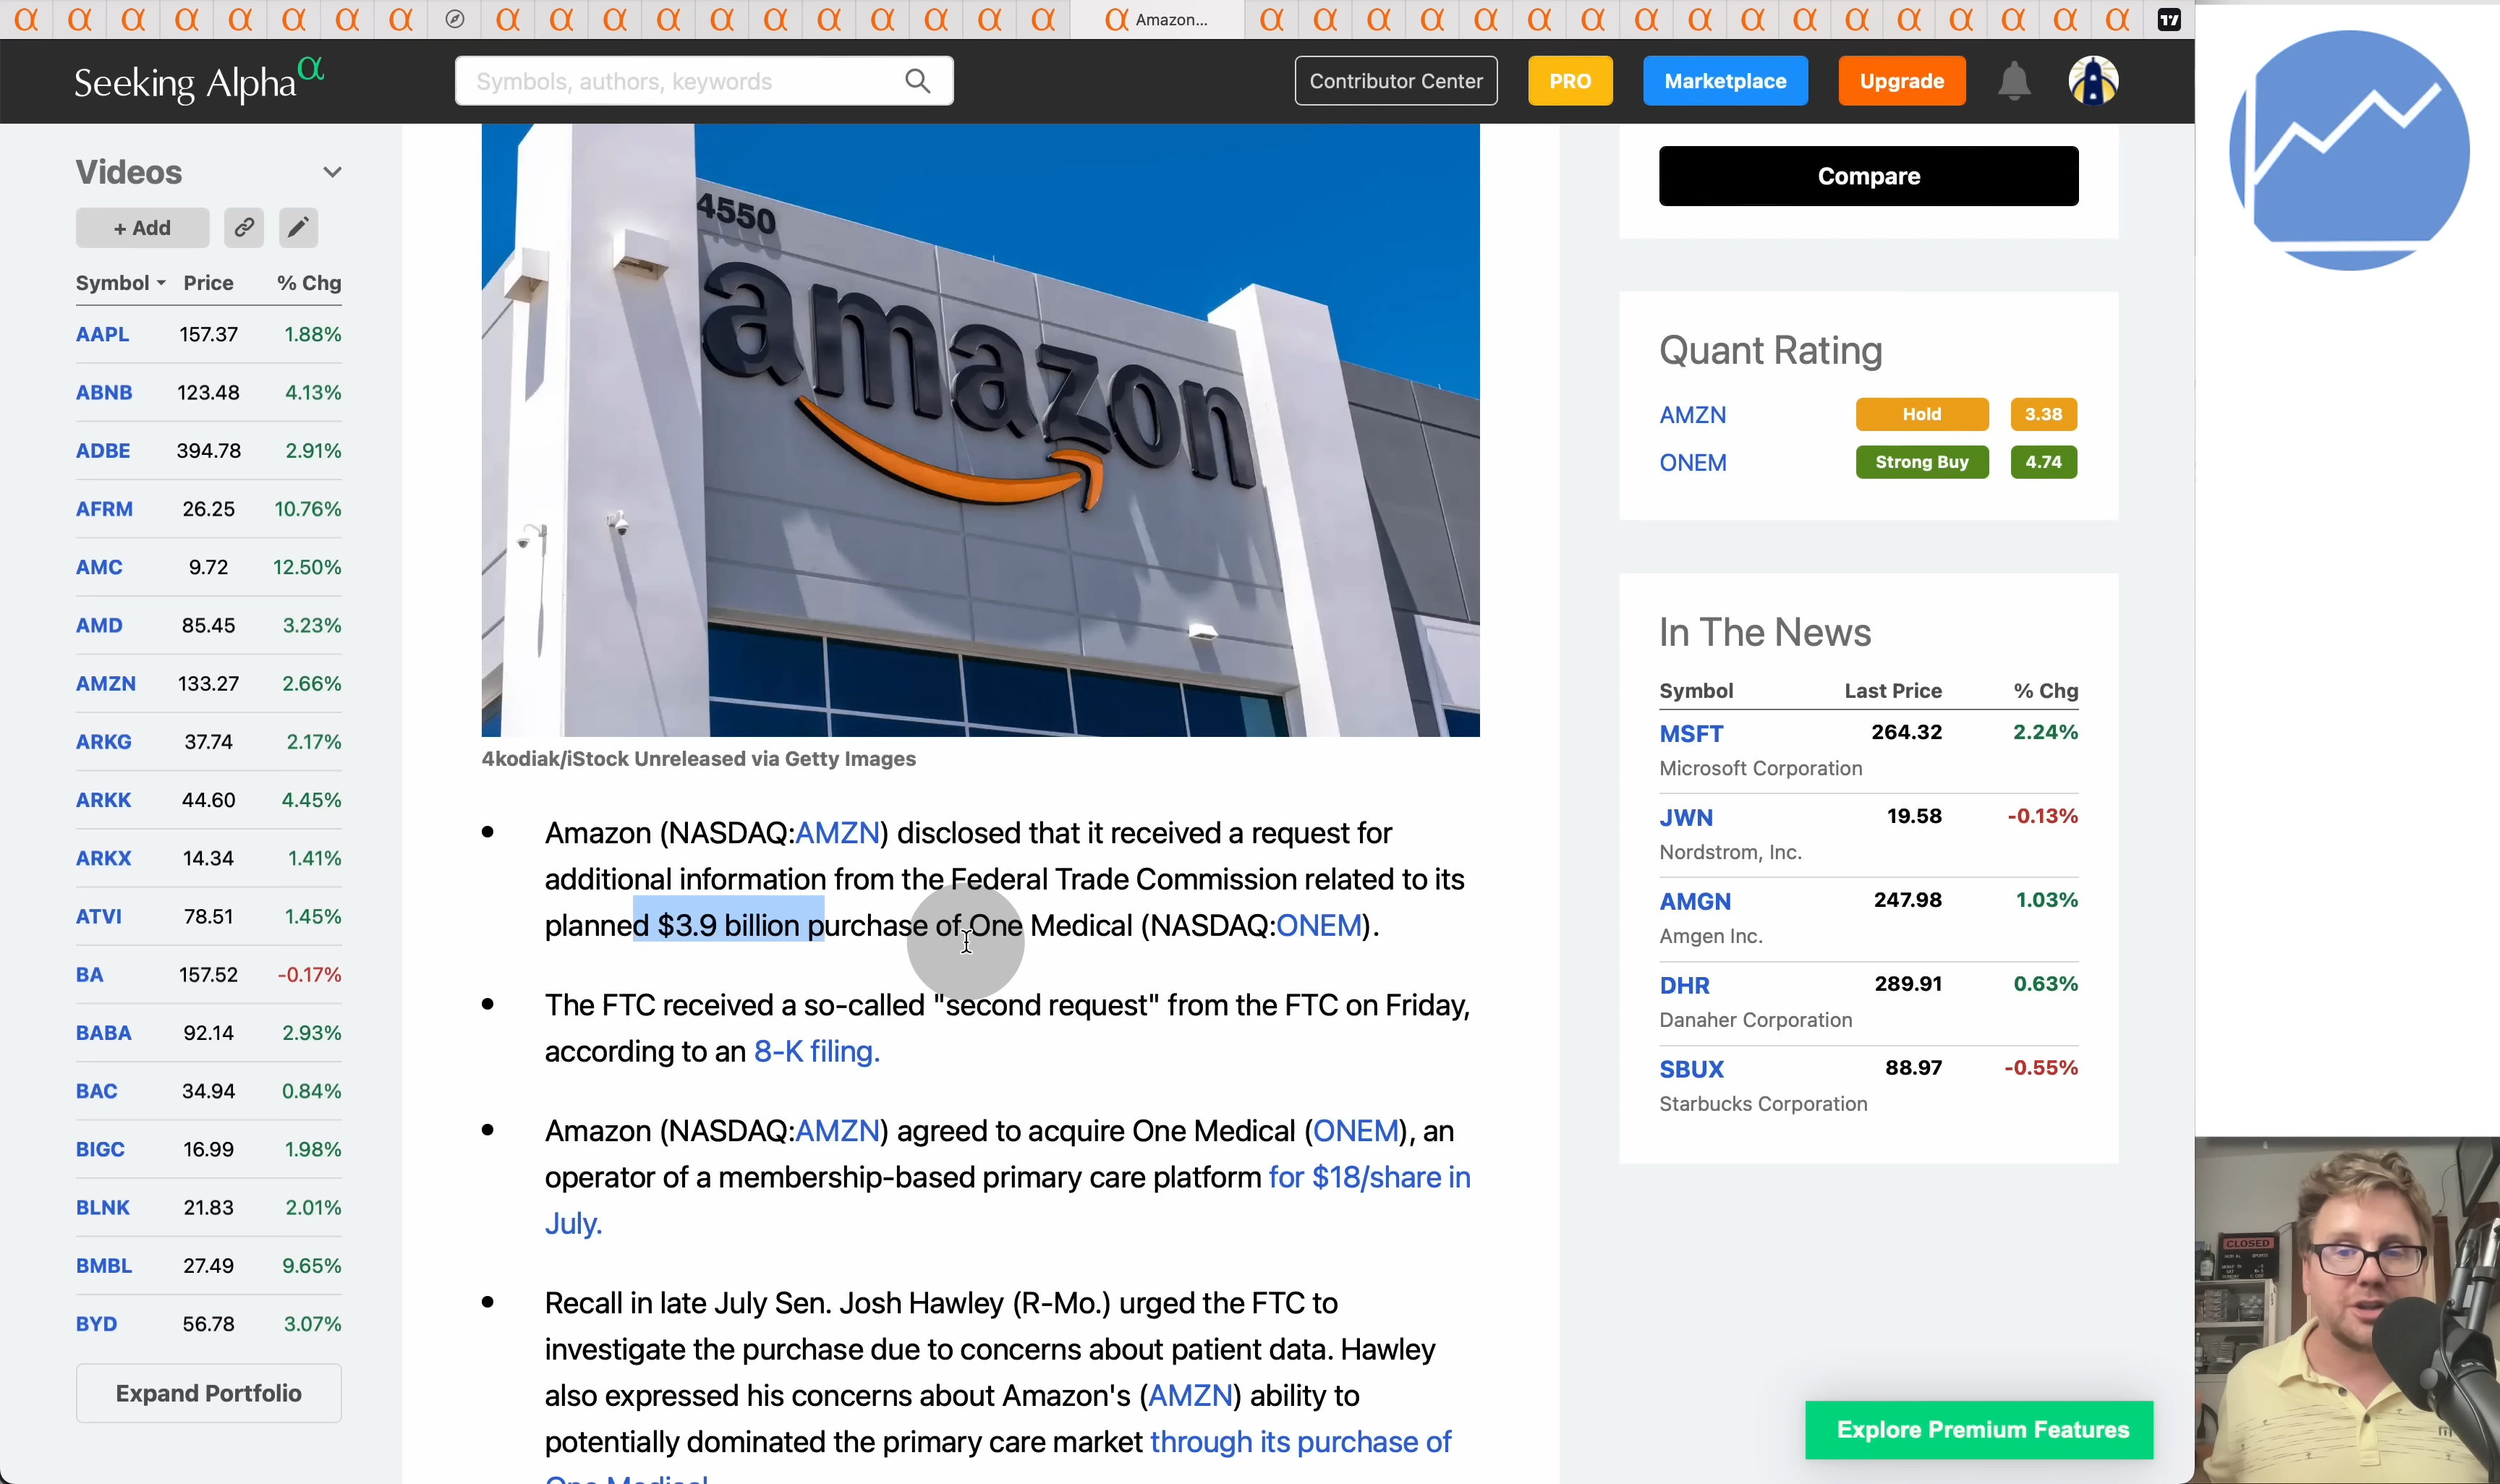 Amazon...
Seeking Alpha α
Symbols, authors, keywords
Contributor Center
PRO
Marketplace
Upgrade
Videos
+ Add
Symbol Price % Chg
AAPL 157.37 1.88%
ABNB 123.48 4.13%
ADBE 394.78 2.91%
AFRM 26.25 10.76%
AMC 9.72 12.50%
AMD 85.45 3.23%
AMZN 133.27 2.66%
ARKG 37.74 2.17%
ARKK 44.60 4.45%
ARKX 14.34 1.41%
ATVI 78.51 1.45%
BA 157.52 -0.17%
BABA 92.14 2.93%
BAC 34.94 0.84%
BIGC 16.99 1.98%
BLNK 21.83 2.01%
BMBL 27.49 9.65%
BYD 56.78 3.07%
Expand Portfolio
4550
amazon
4kodiak/iStock Unreleased via Getty Images
• Amazon (NASDAQ:AMZN) disclosed that it received a request for
additional information from the Federal Trade Commission related to its
planned $3.9 billion purchase of One Medical (NASDAQ:ONEM).
• The FTC received a so-called "second request" from the FTC on Friday,
according to an 8-K filing.
• Amazon (NASDAQ:AMZN) agreed to acquire One Medical (ONEM), an
operator of a membership-based primary care platform for $18/share in
July.
• Recall in late July Sen. Josh Hawley (R-Mo.) urged the FTC to
investigate the purchase due to concerns about patient data. Hawley
also expressed his concerns about Amazon's (AMZN) ability to
potentially dominated the primary care market through its purchase of
One Medical
Compare
Quant Rating
AMZN Hold 3.38
ONEM Strong Buy 4.74
In The News
Symbol Last Price % Chg
MSFT 264.32 2.24%
Microsoft Corporation
JWN 19.58 -0.13%
Nordstrom, Inc.
AMGN 247.98 1.03%
Amgen Inc.
DHR 289.91 0.63%
Danaher Corporation
SBUX 88.97 -0.55%
Starbucks Corporation
Explore Premium Features
CLOSED